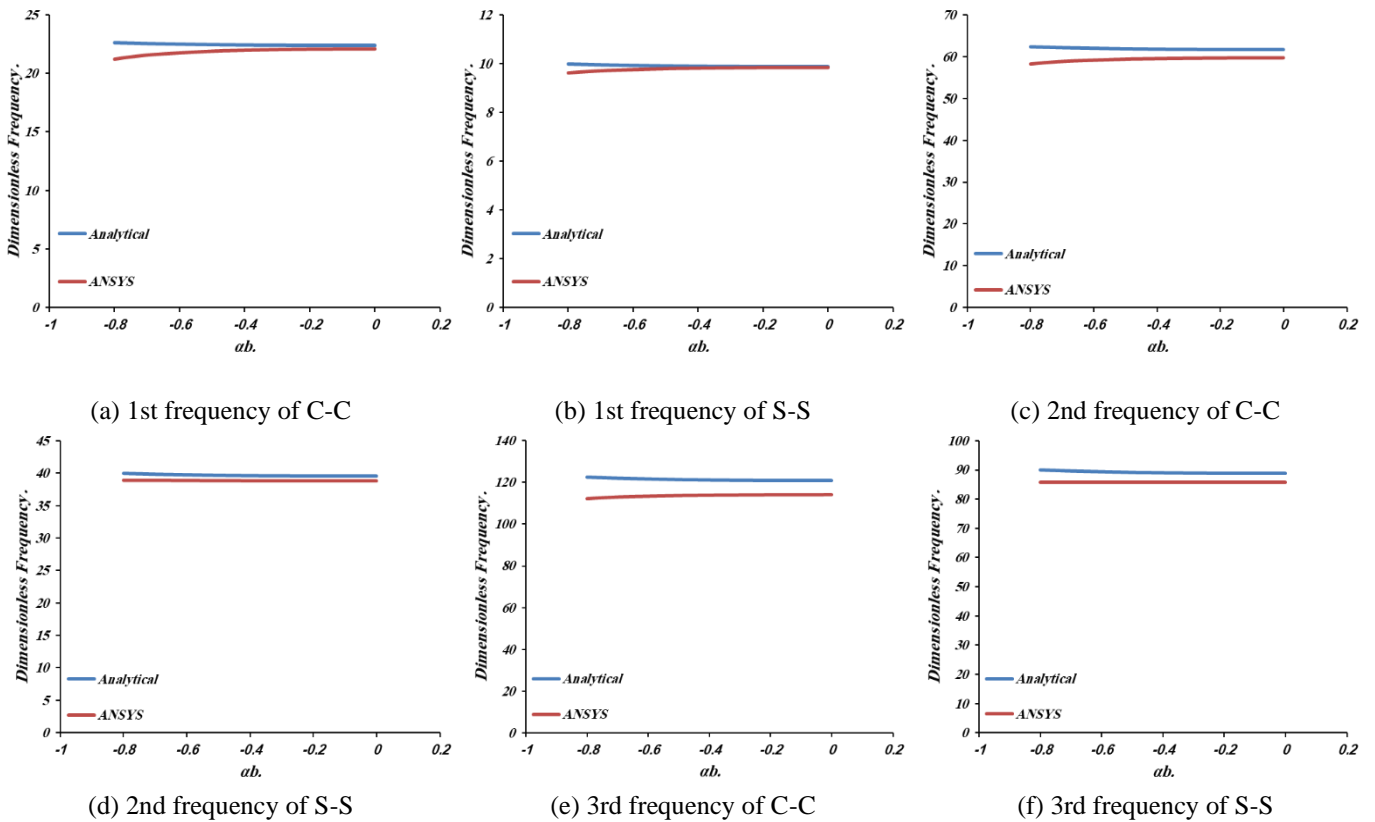 Dimensionless Frequency.
25
20
15
10
5
0
Analytical
ANSYS
-1 -0.8 -0.6 -0.4 -0.2 0 0.2
αb.
(a) 1st frequency of C-C
Dimensionless Frequency.
12
10
8
6
4
2
0
Analytical
ANSYS
-1 -0.8 -0.6 -0.4 -0.2 0 0.2
αb.
(b) 1st frequency of S-S
Dimensionless Frequency.
70
60
50
40
30
20
10
0
Analytical
ANSYS
-1 -0.8 -0.6 -0.4 -0.2 0 0.2
αb.
(c) 2nd frequency of C-C
Dimensionless Frequency.
45
40
35
30
25
20
15
10
5
0
Analytical
ANSYS
-1 -0.8 -0.6 -0.4 -0.2 0 0.2
αb.
(d) 2nd frequency of S-S
Dimensionless Frequency.
140
120
100
80
60
40
20
0
Analytical
ANSYS
-1 -0.8 -0.6 -0.4 -0.2 0 0.2
αb.
(e) 3rd frequency of C-C
Dimensionless Frequency.
100
90
80
70
60
50
40
30
20
10
0
Analytical
ANSYS
-1 -0.8 -0.6 -0.4 -0.2 0 0.2
αb.
(f) 3rd frequency of S-S